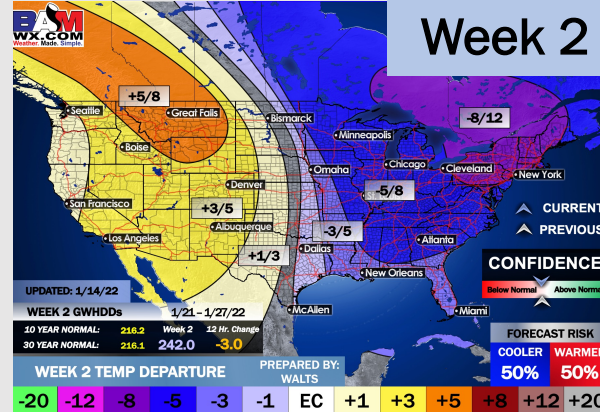 BAM
WX.COM
Weather. Made. Simple.
Week 2
+5/8
-8/12
Seattle
Great Falls
Bismarck
Minneapolis
Boise
Chicago
Cleveland
New York
Omaha
Denver
-5/8
San Francisco
+3/5
CURRENT
Albuquerque
-3/5
PREVIOUS
Los Angeles
Atlanta
Dallas
+1/3
CONFIDENCE
New Orleans
Below Normal
Above Norma
UPDATED: 1/14/22
McAllen
Miami
WEEK 2 GWHDDs
1/21 – 1/27/22
10 YEAR NORMAL: 216.2
Week 2
12 Hr. Change
30 YEAR NORMAL: 216.1
242.0
-3.0
FORECAST RISK
COOLER
WARMER
50%
50%
WEEK 2 TEMP DEPARTURE
PREPARED BY:
WALTS
-20 -12 -8 -5 -3 -1 EC +1 +3 +5 +8 +12 +20